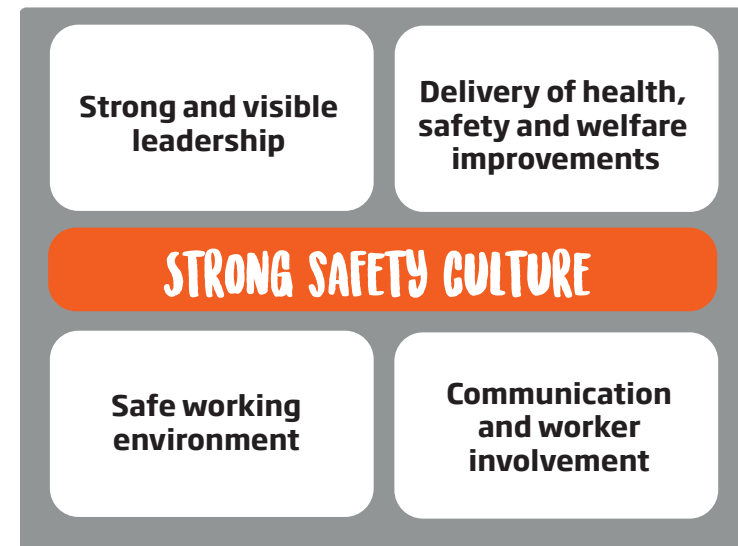 Strong and visible
leadership
Delivery of health,
safety and welfare
improvements
STRONG SAFETY CULTURE
Safe working
environment
Communication
and worker
involvement